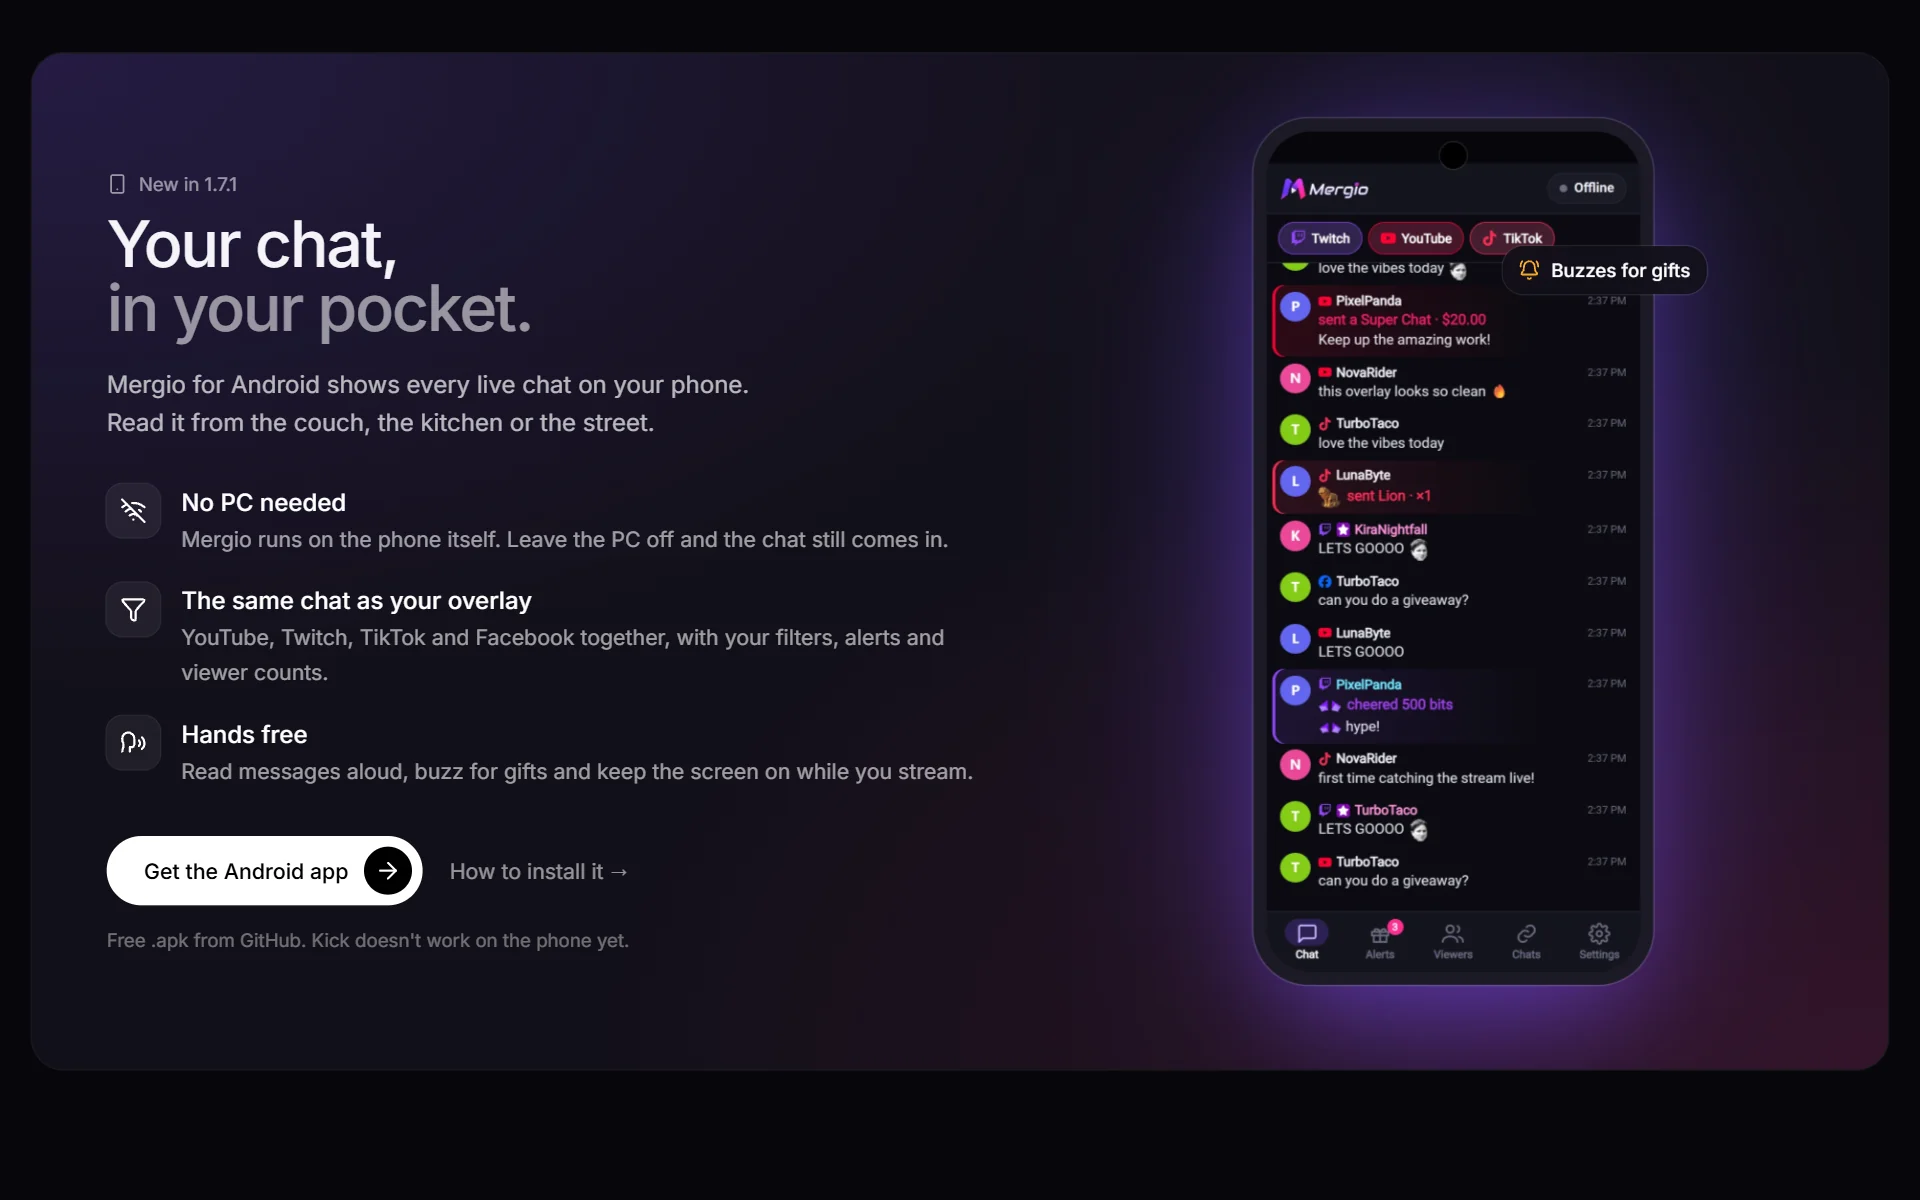 New in 1.7.1
Your chat,
in your pocket.
Mergio for Android shows every live chat on your phone.
Read it from the couch, the kitchen or the street.
No PC needed
Mergio runs on the phone itself. Leave the PC off and the chat still comes in.
The same chat as your overlay
YouTube, Twitch, TikTok and Facebook together, with your filters, alerts and
viewer counts.
Hands free
Read messages aloud, buzz for gifts and keep the screen on while you stream.
Get the Android app
How to install it →
Free .apk from GitHub. Kick doesn't work on the phone yet.
Mergio
Offline
Twitch
YouTube
TikTok
Buzzes for gifts
love the vibes today
P
PixelPanda
2:37 PM
sent a Super Chat · $20.00
Keep up the amazing work!
N
NovaRider
2:37 PM
this overlay looks so clean 🔥
T
TurboTaco
2:37 PM
love the vibes today
L
LunaByte
2:37 PM
sent Lion · ×1
K
KiraNightfall
2:37 PM
LETS GOOOO
T
TurboTaco
2:37 PM
can you do a giveaway?
L
LunaByte
2:37 PM
LETS GOOOO
P
PixelPanda
2:37 PM
cheered 500 bits
hype!
N
NovaRider
2:37 PM
first time catching the stream live!
T
TurboTaco
2:37 PM
LETS GOOOO
T
TurboTaco
2:37 PM
can you do a giveaway?
3
Chat
Alerts
Viewers
Chats
Settings